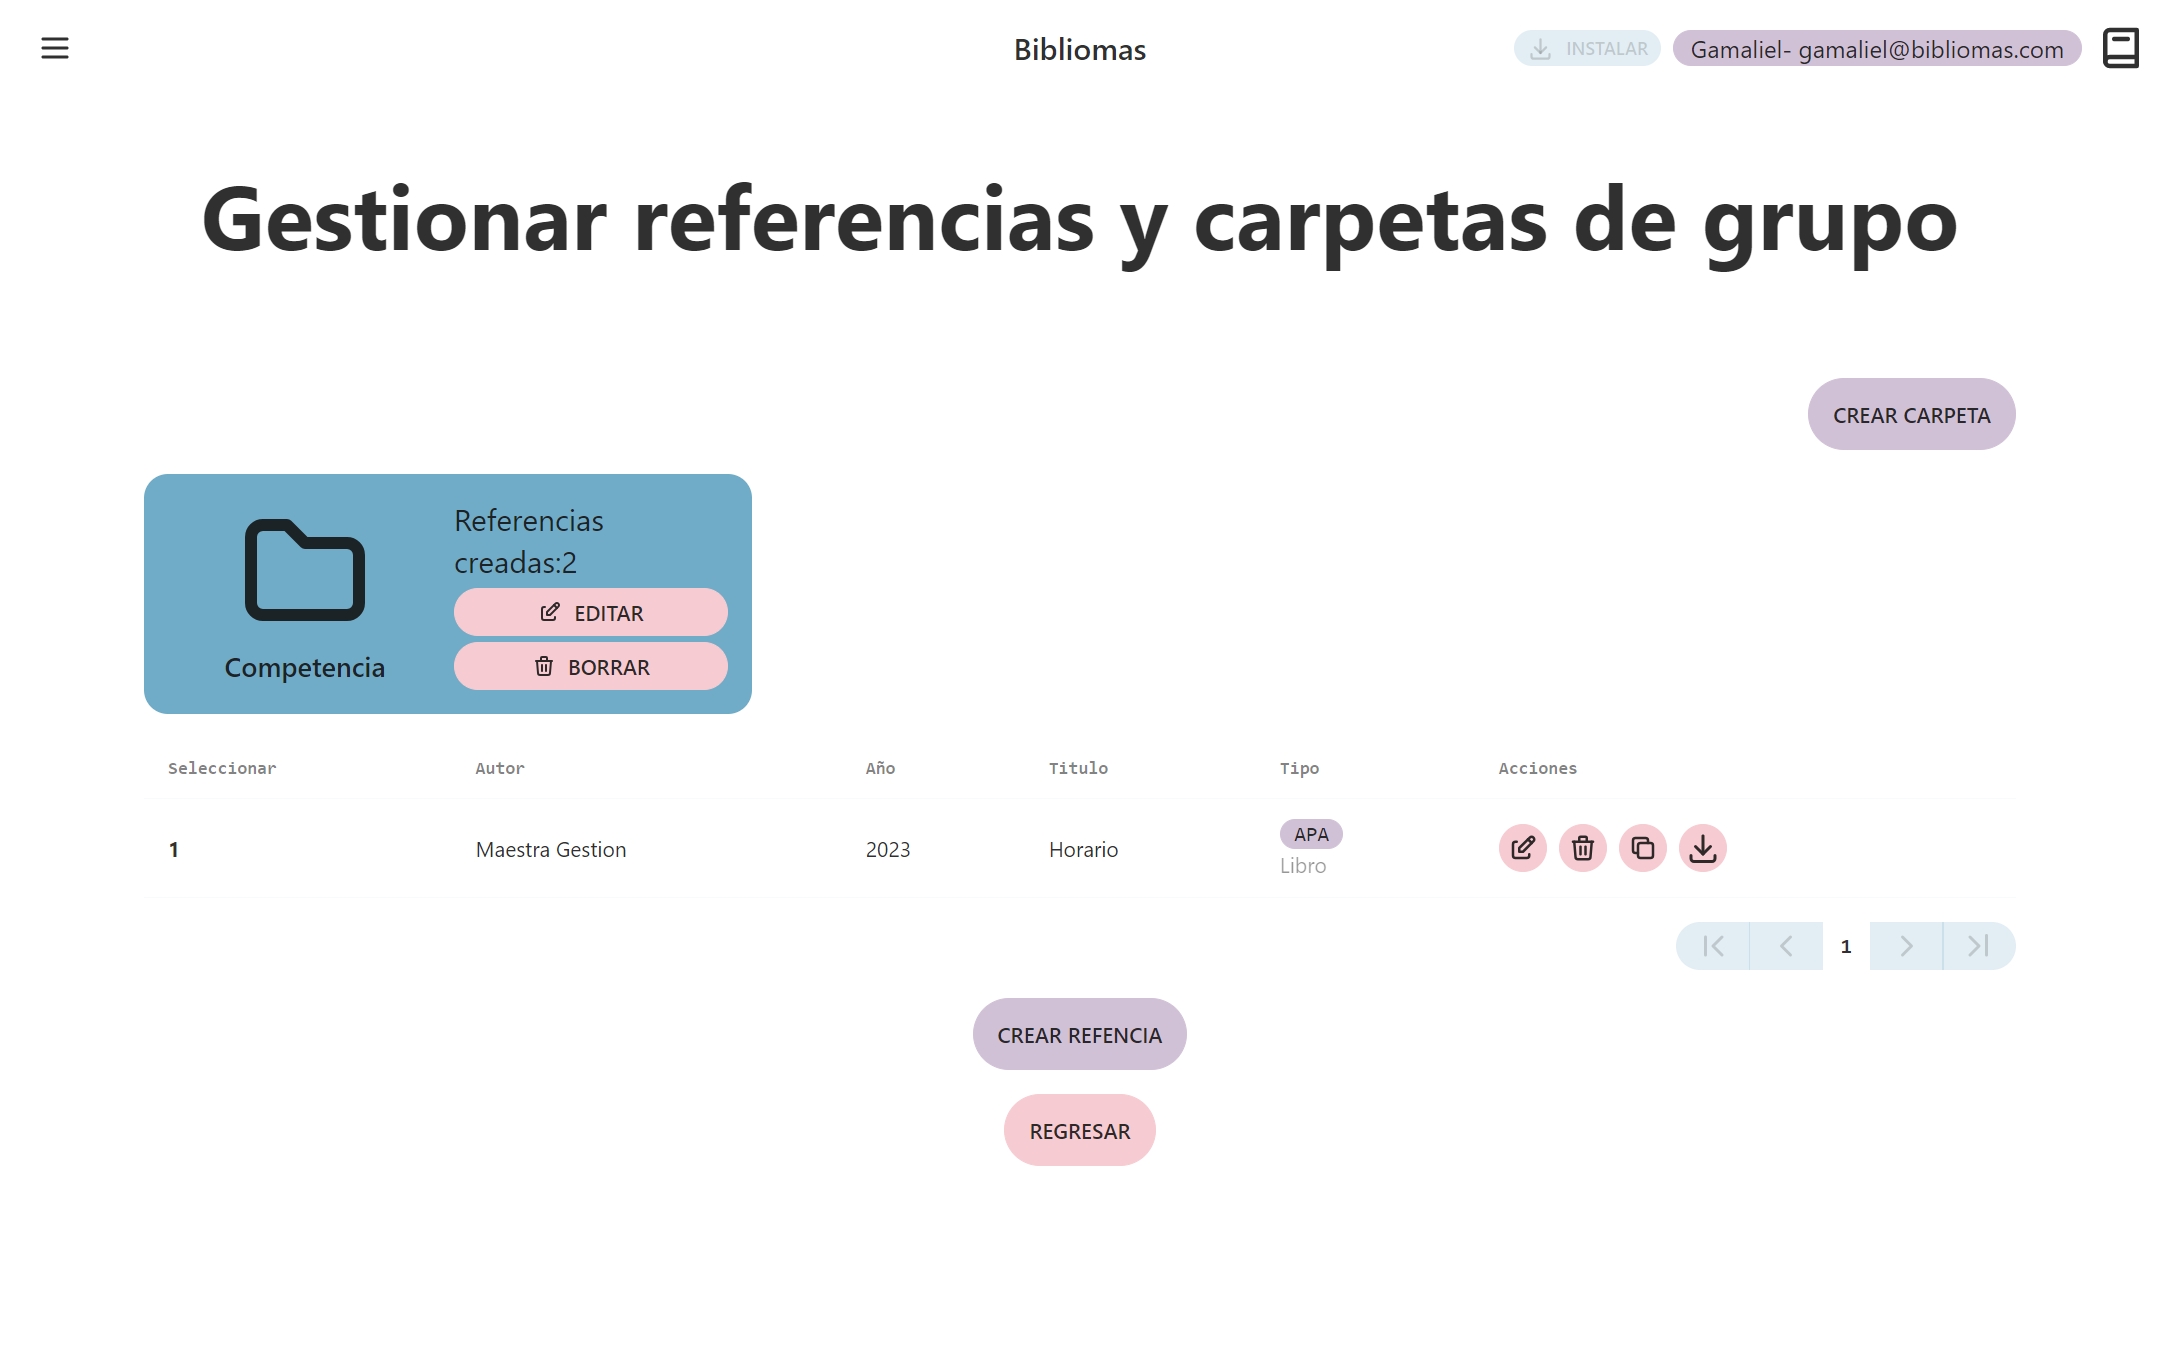 Bibliomas
INSTALAR
Gamaliel- gamaliel@bibliomas.com
Gestionar referencias y carpetas de grupo
CREAR CARPETA
Referencias
creadas:2
EDITAR
BORRAR
Competencia
Seleccionar Autor Año Titulo Tipo Acciones
1 Maestra Gestion 2023 Horario APA
Libro
1
CREAR REFENCIA
REGRESAR